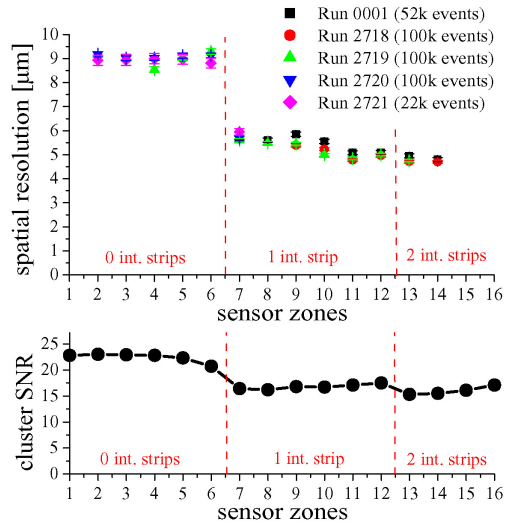 Run 0001 (52k events)
Run 2718 (100k events)
Run 2719 (100k events)
Run 2720 (100k events)
Run 2721 (22k events)
spatial resolution [μm]
10
9
8
7
6
5
4
3
2
1
0
0 int. strips
1 int. strip
2 int. strips
1 2 3 4 5 6 7 8 9 10 11 12 13 14 15 16
sensor zones
cluster SNR
25
20
15
10
5
0
0 int. strips
1 int. strip
2 int. strips
1 2 3 4 5 6 7 8 9 10 11 12 13 14 15 16
sensor zones